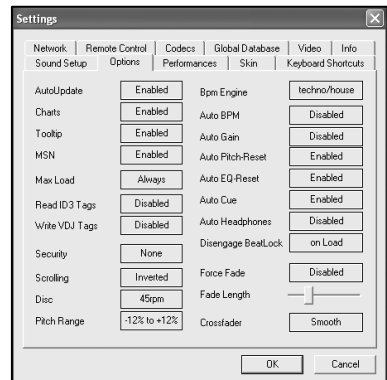 Settings
Network Remote Control Codecs Global Database Video Info
Sound Setup Options Performances Skin Keyboard Shortcuts
AutoUpdate Enabled
Charts Enabled
Tooltip Enabled
MSN Enabled
Max Load Always
Read ID3 Tags Disabled
Write VDJ Tags Disabled
Security None
Scrolling Inverted
Disc 45rpm
Pitch Range -12% to +12%
Bpm Engine techno/house
Auto BPM Disabled
Auto Gain Disabled
Auto Pitch-Reset Enabled
Auto EQ-Reset Enabled
Auto Cue Enabled
Auto Headphones Disabled
Disengage BeatLock on Load
Force Fade Disabled
Fade Length
Crossfader Smooth
OK Cancel